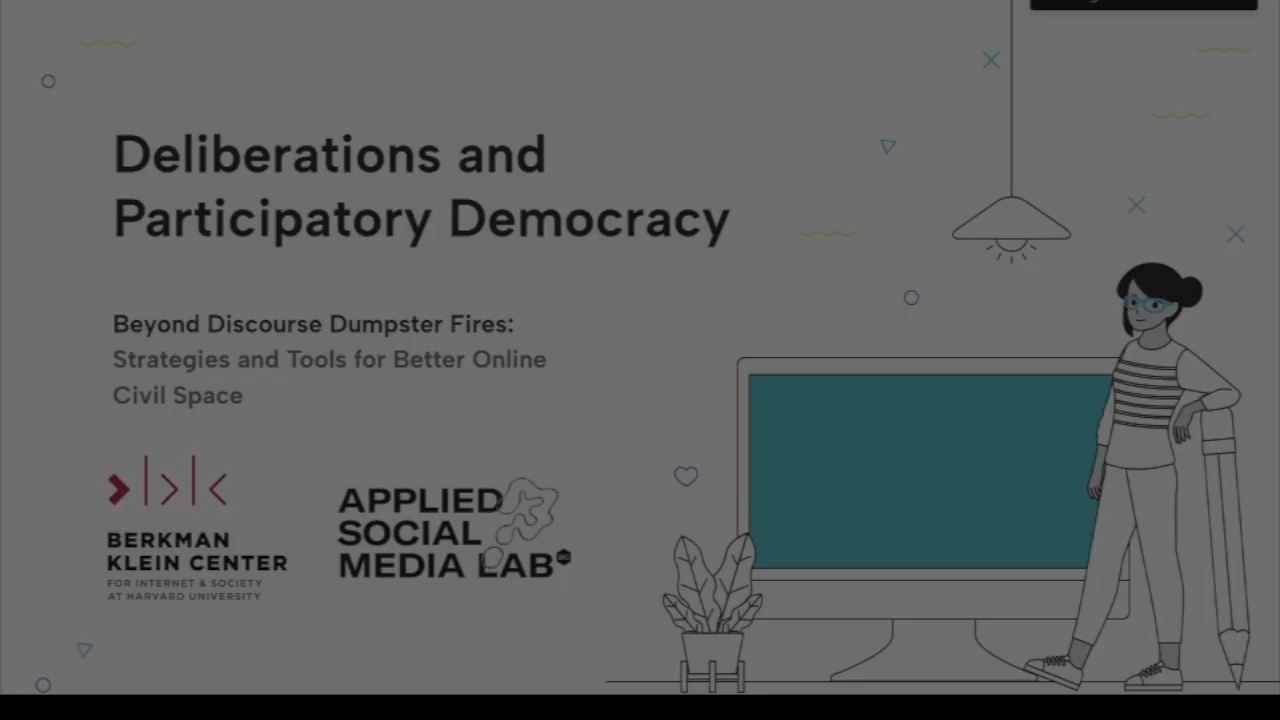 Deliberations and
Participatory Democracy
Beyond Discourse Dumpster Fires:
Strategies and Tools for Better Online
Civil Space
BERKMAN
KLEIN CENTER
FOR INTERNET & SOCIETY
AT HARVARD UNIVERSITY
APPLIED
SOCIAL
MEDIA LAB